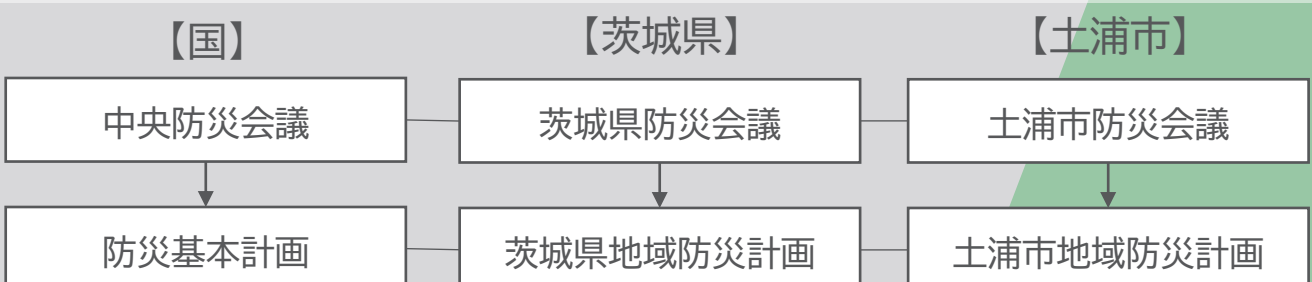 【国】
【茨城県】
【土浦市】
中央防災会議
茨城県防災会議
土浦市防災会議
防災基本計画
茨城県地域防災計画
土浦市地域防災計画